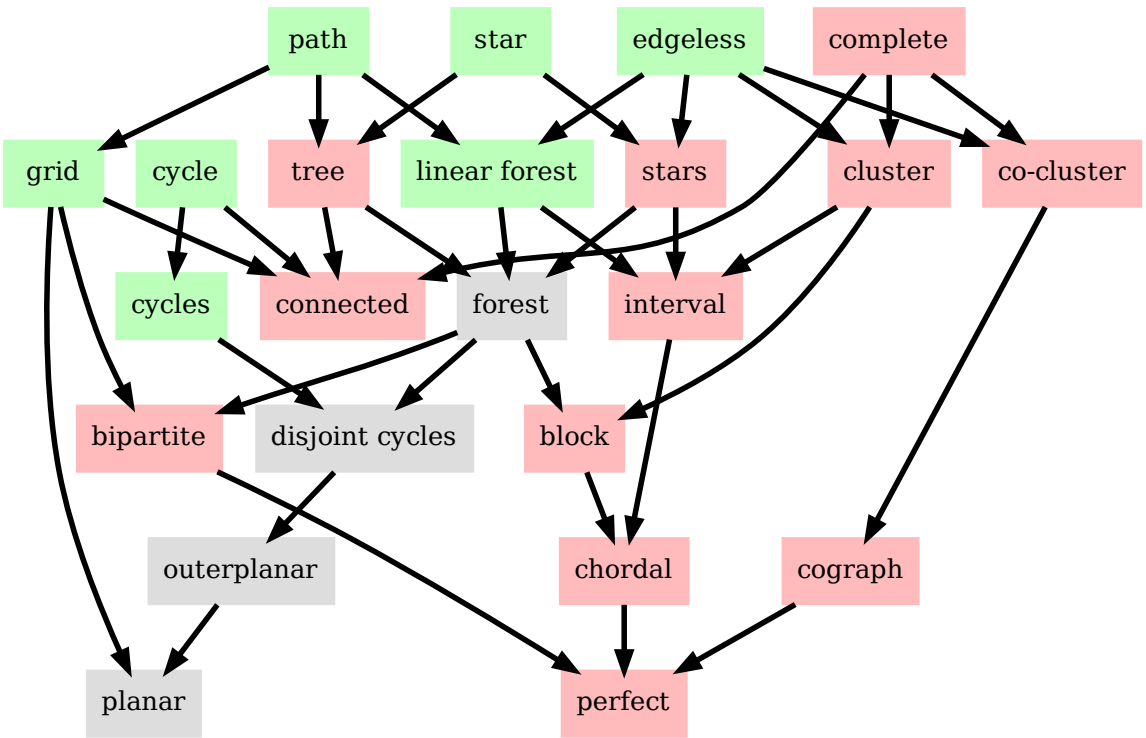 path
star
edgeless
complete
grid
cycle
tree
linear forest
stars
cluster
co-cluster
cycles
connected
forest
interval
bipartite
disjoint cycles
block
outerplanar
chordal
cograph
planar
perfect